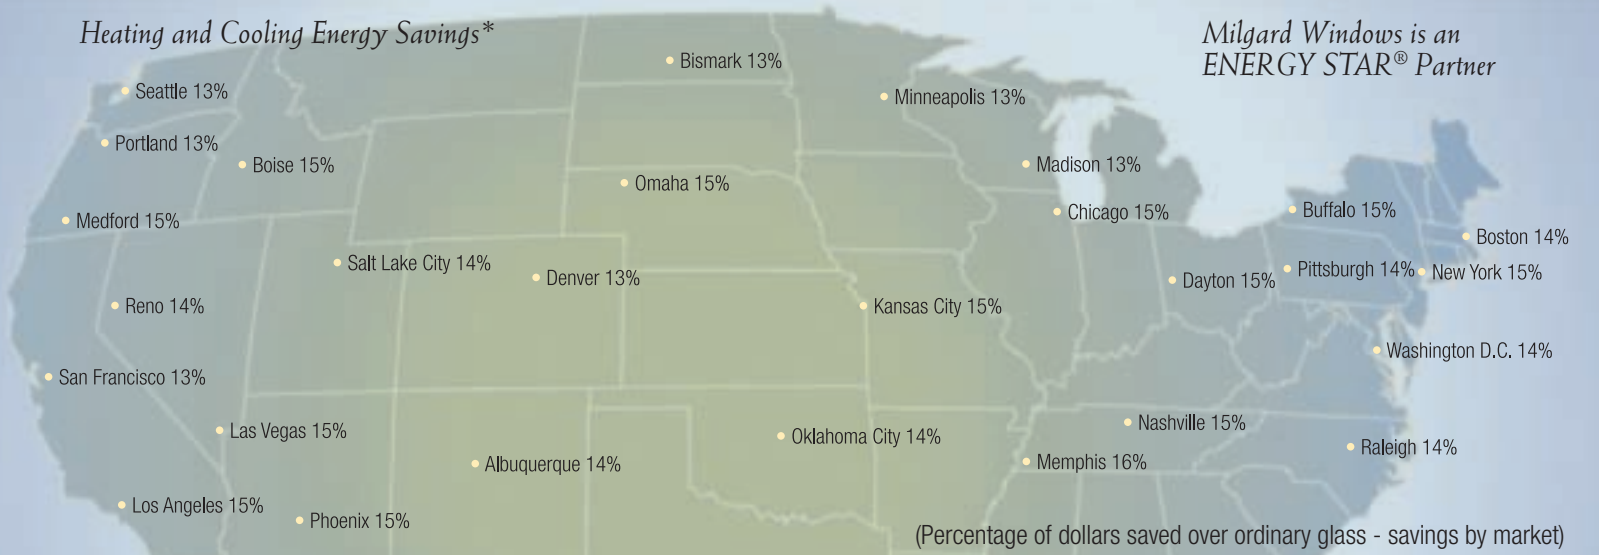 Heating and Cooling Energy Savings*
Milgard Windows is an
ENERGY STAR® Partner
Bismark 13%
Seattle 13%
Minneapolis 13%
Portland 13%
Boise 15%
Madison 13%
Omaha 15%
Medford 15%
Chicago 15%
Buffalo 15%
Boston 14%
Salt Lake City 14%
Denver 13%
Dayton 15%
Pittsburgh 14%
New York 15%
Reno 14%
Kansas City 15%
Washington D.C. 14%
San Francisco 13%
Las Vegas 15%
Oklahoma City 14%
Nashville 15%
Raleigh 14%
Albuquerque 14%
Memphis 16%
Los Angeles 15%
Phoenix 15%
(Percentage of dollars saved over ordinary glass - savings by market)